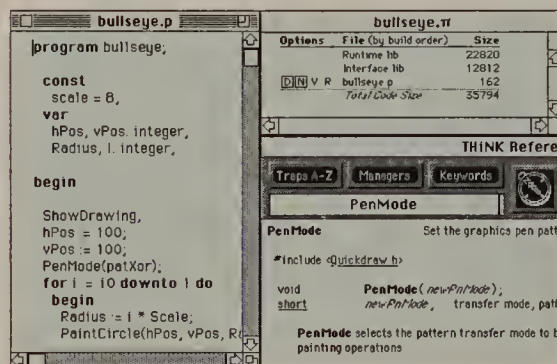 bullseye.p
program bullseye;
const
scale = 8,
var
hPos, vPos. integer,
Radius, I. integer,
begin
ShowDrawing,
hPos := 100;
vPos := 100;
PenMode(patXor);
for i = 10 downto 1 do
begin
Radius := i * Scale;
PaintCircle(hPos, vPos, Ra
bullseye.π
Options File (by build order) Size
Runtime lib 22820
Interface lib 12812
D N V R bullseye p 162
Total Code Size 35794
THINK Refere
Traps A-Z Managers Keywords
PenMode
PenMode Set the graphics pen patt
#include <Quickdraw h>
void PenMode( newPnMode);
short newPnMode, transfer mode, patt
PenMode selects the pattern transfer mode to b
painting operations